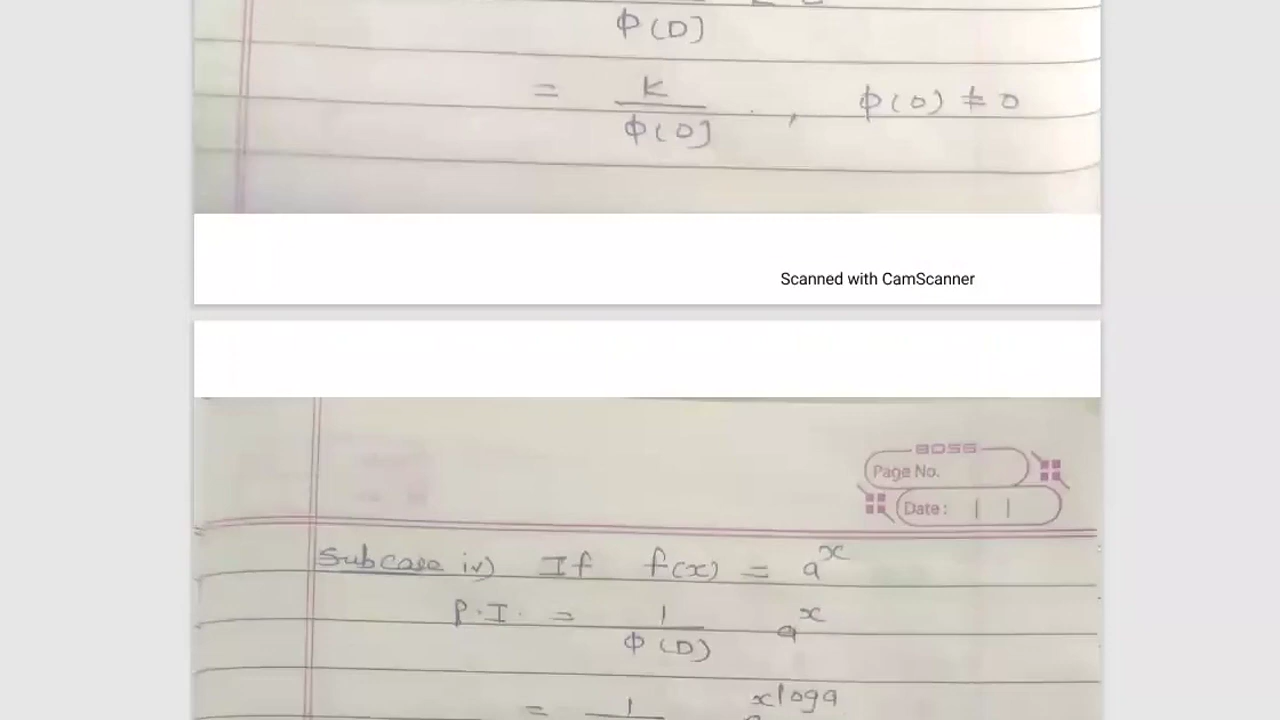 Φ(D)
= K / Φ(0) , Φ(0) ≠ 0
Scanned with CamScanner
BOSS
Page No.
Date : | |
Subcase iv) If f(x) = a^x
P.I. = 1 / Φ(D) a^x
= 1 x log a